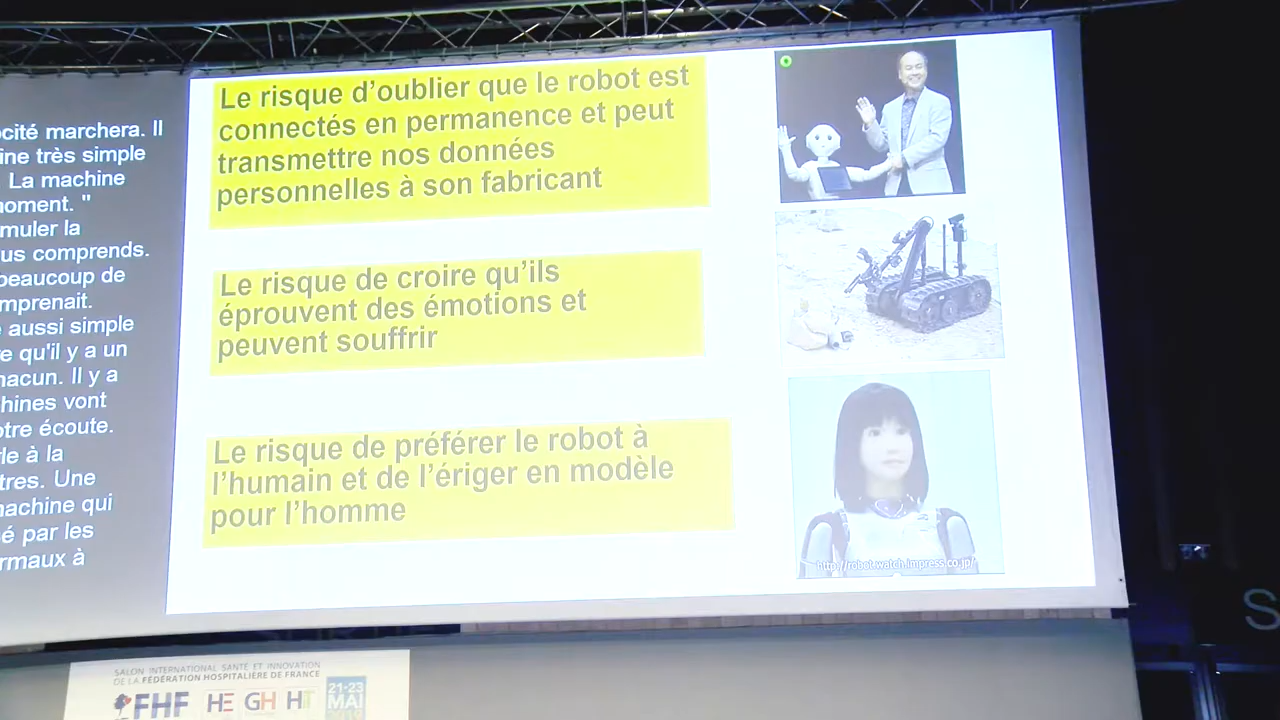 ocité marchera. Il
ine très simple
La machine
moment. "
muler la
us comprends.
beaucoup de
mprenait.
aussi simple
re qu'il y a un
hacun. Il y a
hines vont
otre écoute.
rle à la
tres. Une
machine qui
é par les
rmaux à
Le risque d'oublier que le robot est
connectés en permanence et peut
transmettre nos données
personnelles à son fabricant
Le risque de croire qu'ils
éprouvent des émotions et
peuvent souffrir
Le risque de préférer le robot à
l'humain et de l'ériger en modèle
pour l'homme
http://robot.watch.impress.co.jp/
S
SALON INTERNATIONAL SANTÉ ET INNOVATION
DE LA FÉDÉRATION HOSPITALIÈRE DE FRANCE
FHF HE GH HIT
21-23
MAI
2019